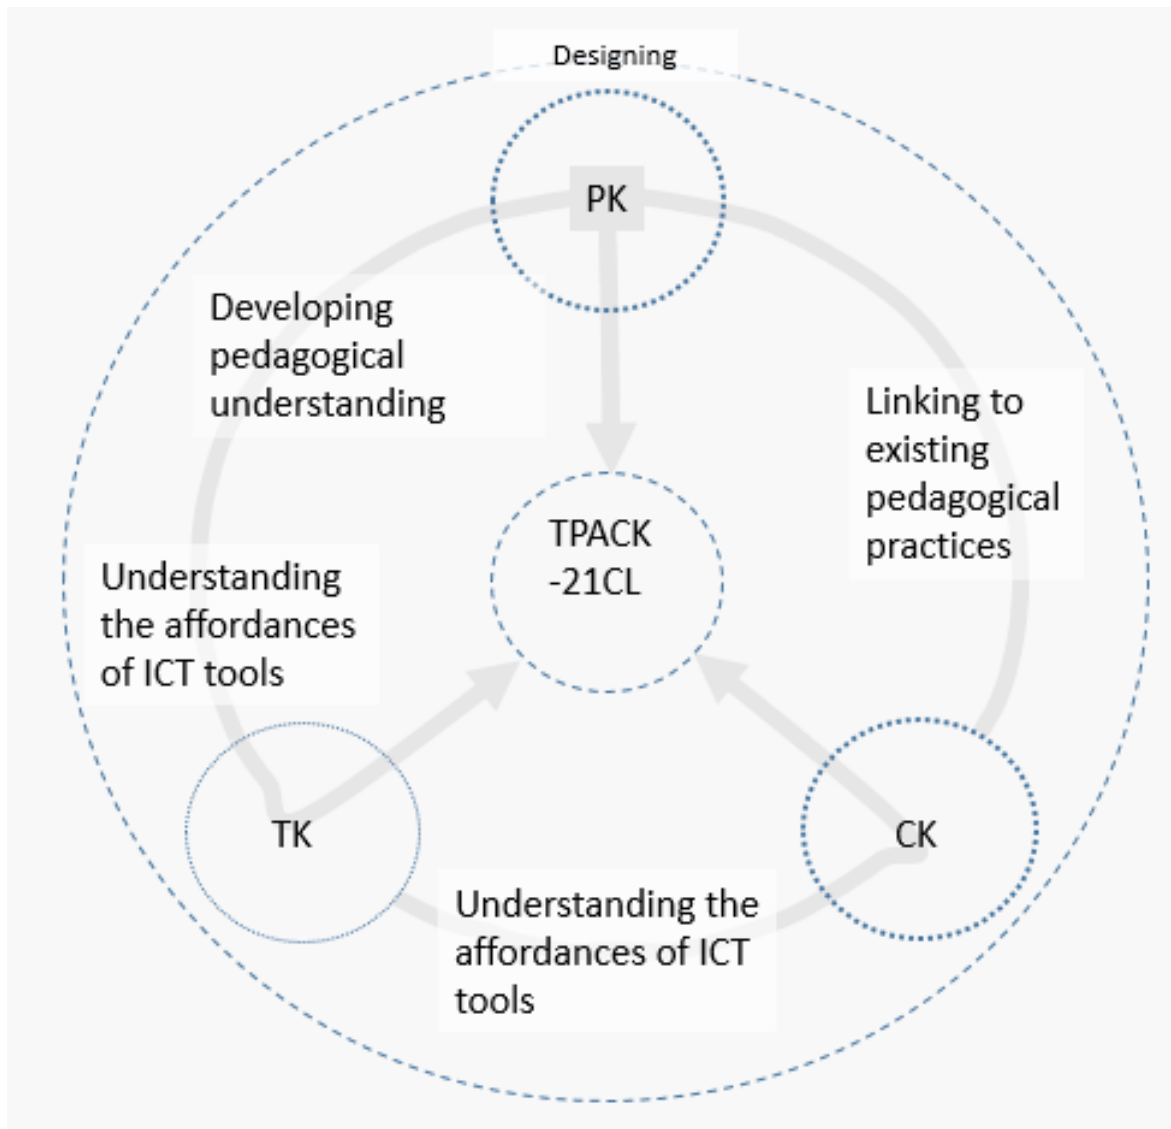 Designing
PK
Developing
pedagogical
understanding
Linking to
existing
pedagogical
practices
TPACK
-21CL
Understanding
the affordances
of ICT tools
TK
CK
Understanding the
affordances of ICT
tools